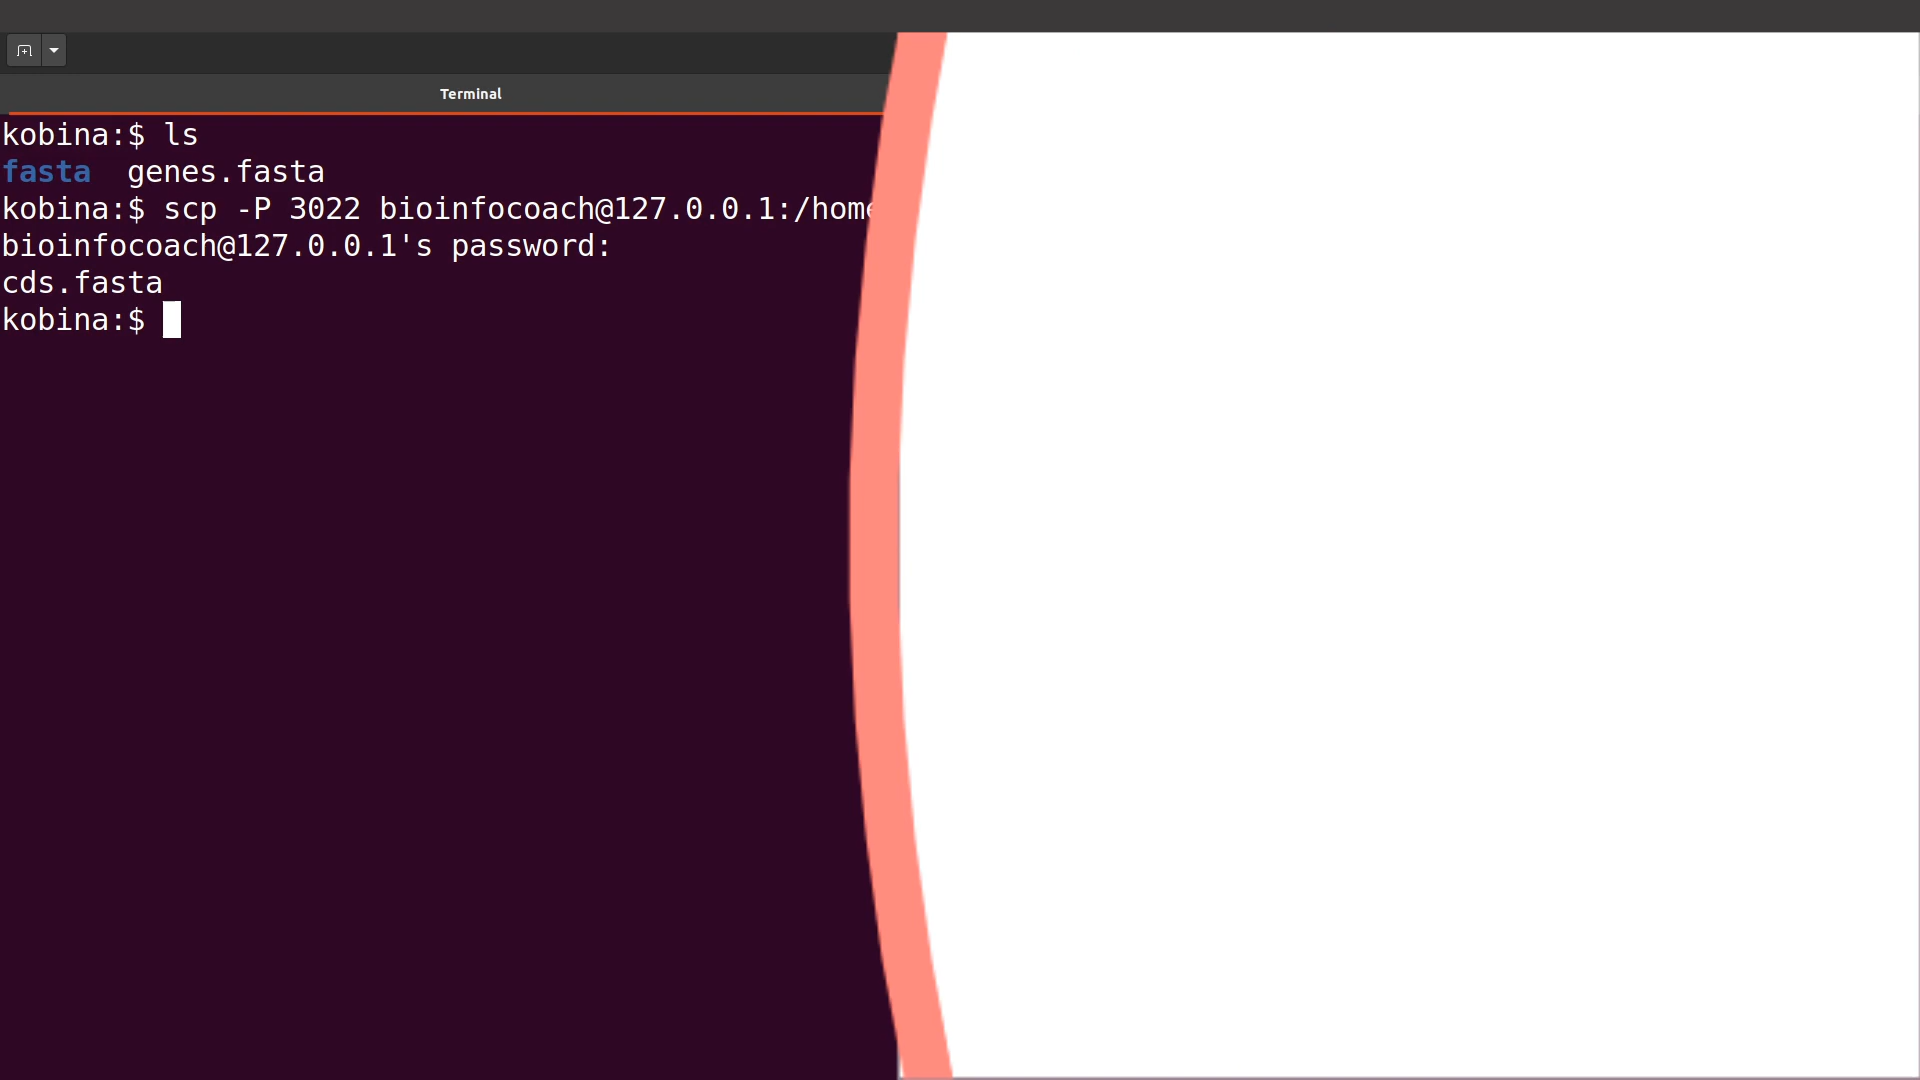 Terminal
kobina:$ ls
fasta genes.fasta
kobina:$ scp -P 3022 bioinfocoach@127.0.0.1:/home
bioinfocoach@127.0.0.1's password:
cds.fasta
kobina:$